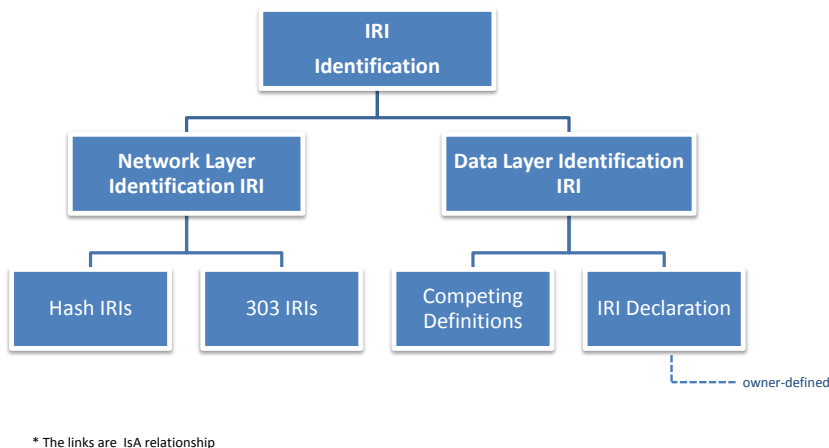 IRI
Identification
Network Layer
Identification IRI
Data Layer Identification
IRI
Hash IRIs
303 IRIs
Competing
Definitions
IRI Declaration
owner-defined
* The links are IsA relationship